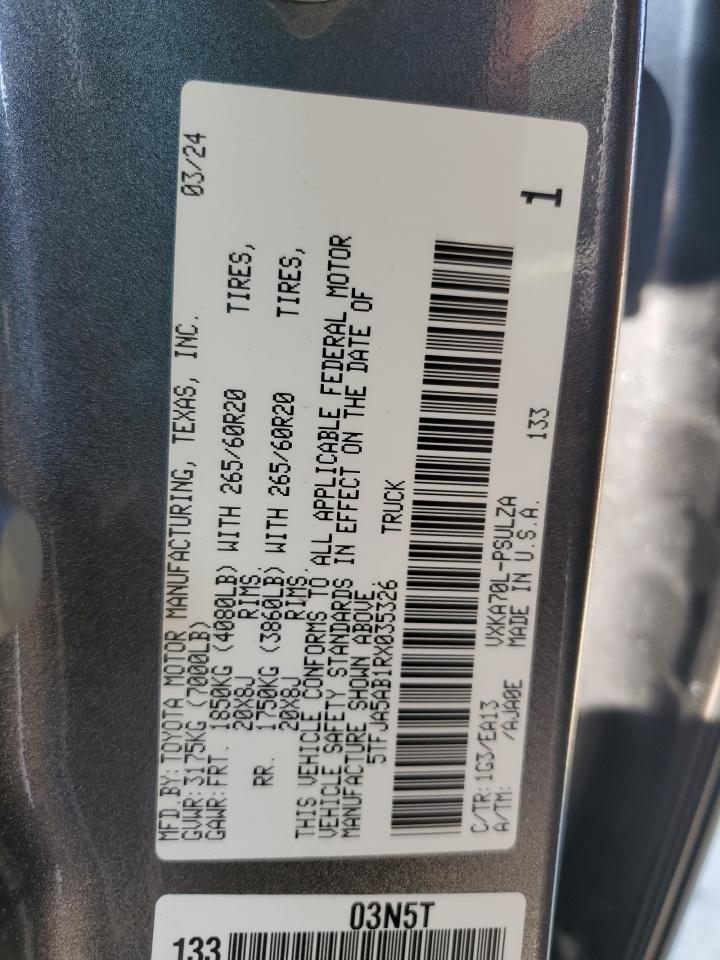 MFD.BY:TOYOTA MOTOR MANUFACTURING, TEXAS, INC. 03/24
GVWR:3175KG (7000LB)
GAWR:FRT. 1850KG (4080LB) WITH 265/60R20 TIRES,
20X8J RIMS,
RR. 1750KG (3860LB) WITH 265/60R20 TIRES,
20X8J RIMS,
THIS VEHICLE CONFORMS TO ALL APPLICABLE FEDERAL MOTOR
VEHICLE SAFETY STANDARDS IN EFFECT ON THE DATE OF
MANUFACTURE SHOWN ABOVE.
5TFJA5AB1RX035326 TRUCK
C/TR:1G3/EA13 VXKA70L-PSULZA 133
A/TM: /AJA0E MADE IN U.S.A.
1
03N5T
133